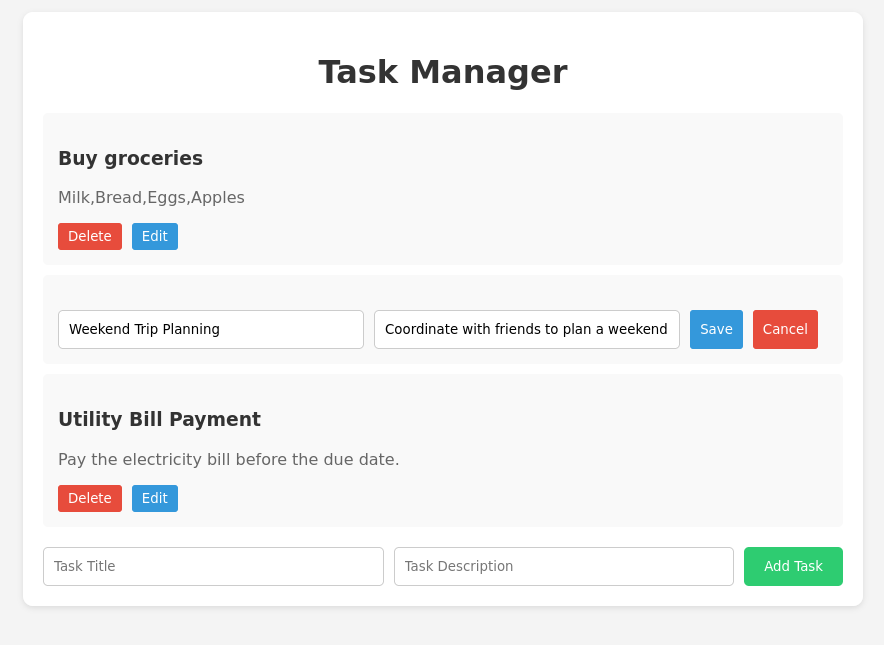 Task Manager
Buy groceries
Milk,Bread,Eggs,Apples
Delete Edit
Weekend Trip Planning Coordinate with friends to plan a weekend Save Cancel
Utility Bill Payment
Pay the electricity bill before the due date.
Delete Edit
Task Title Task Description Add Task